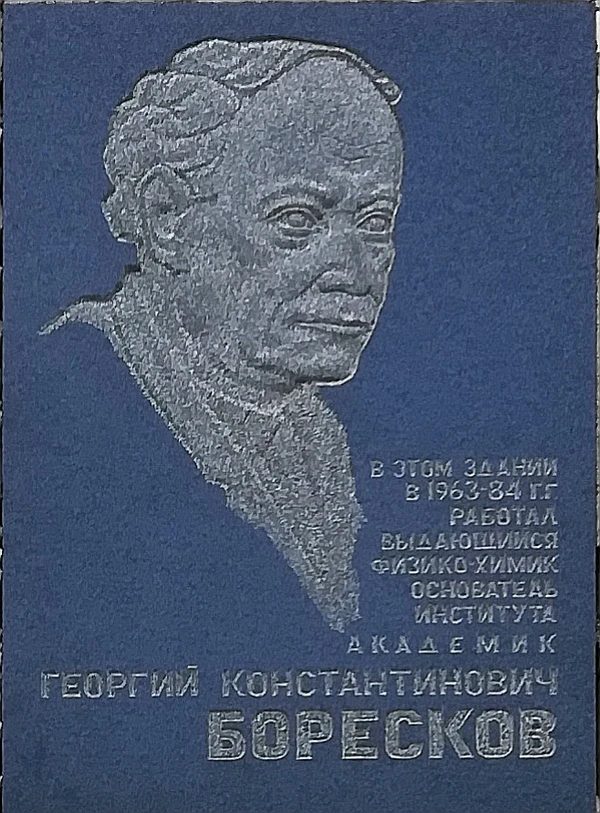 В ЭТОМ ЗДАНИИ
В 1963-84 Г.Г
РАБОТАЛ
ВЫДАЮЩИЙСЯ
ФИЗИКО-ХИМИК
ОСНОВАТЕЛЬ
ИНСТИТУТА
АКАДЕМИК
ГЕОРГИЙ КОНСТАНТИНОВИЧ
БОРЕСКОВ